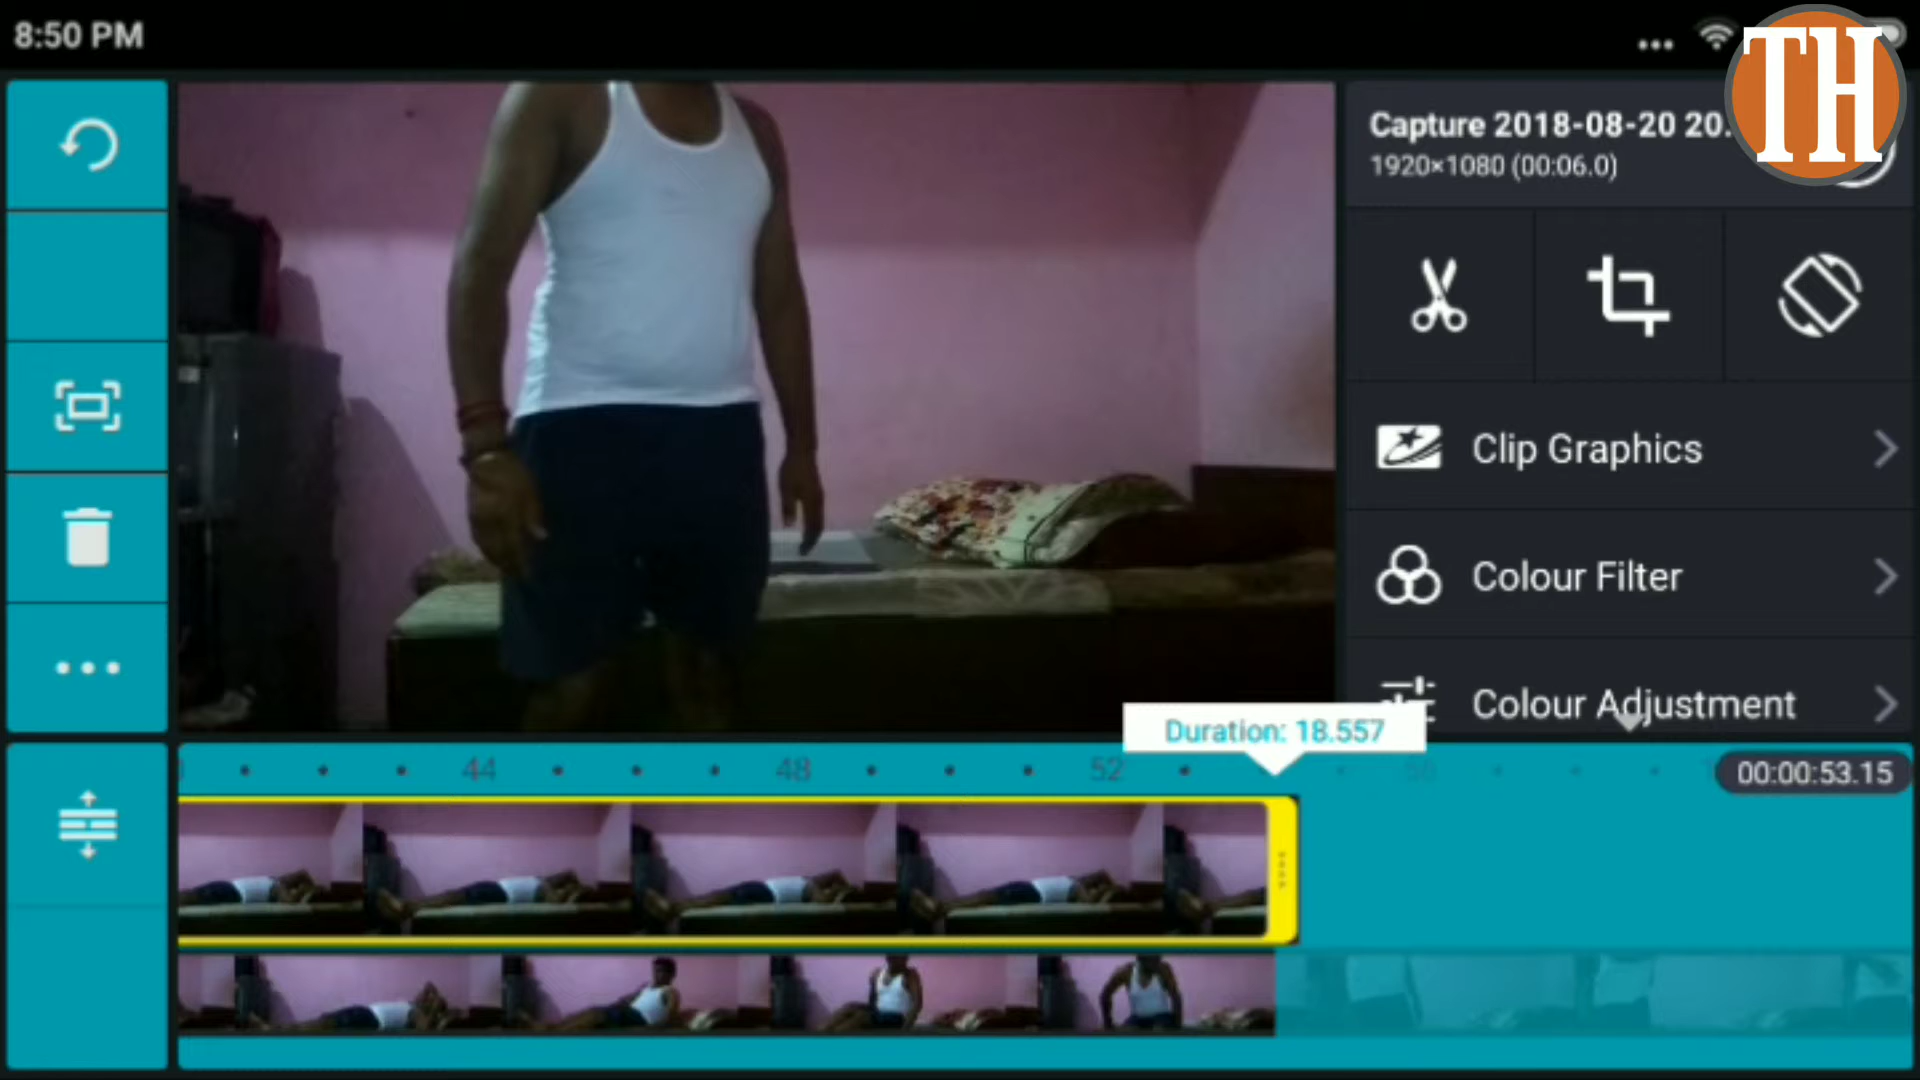 8:50 PM
TH
Capture 2018-08-20 20.
1920×1080 (00:06.0)
Clip Graphics
Colour Filter
Colour Adjustment
Duration: 18.557
44
48
52
56
00:00:53.15